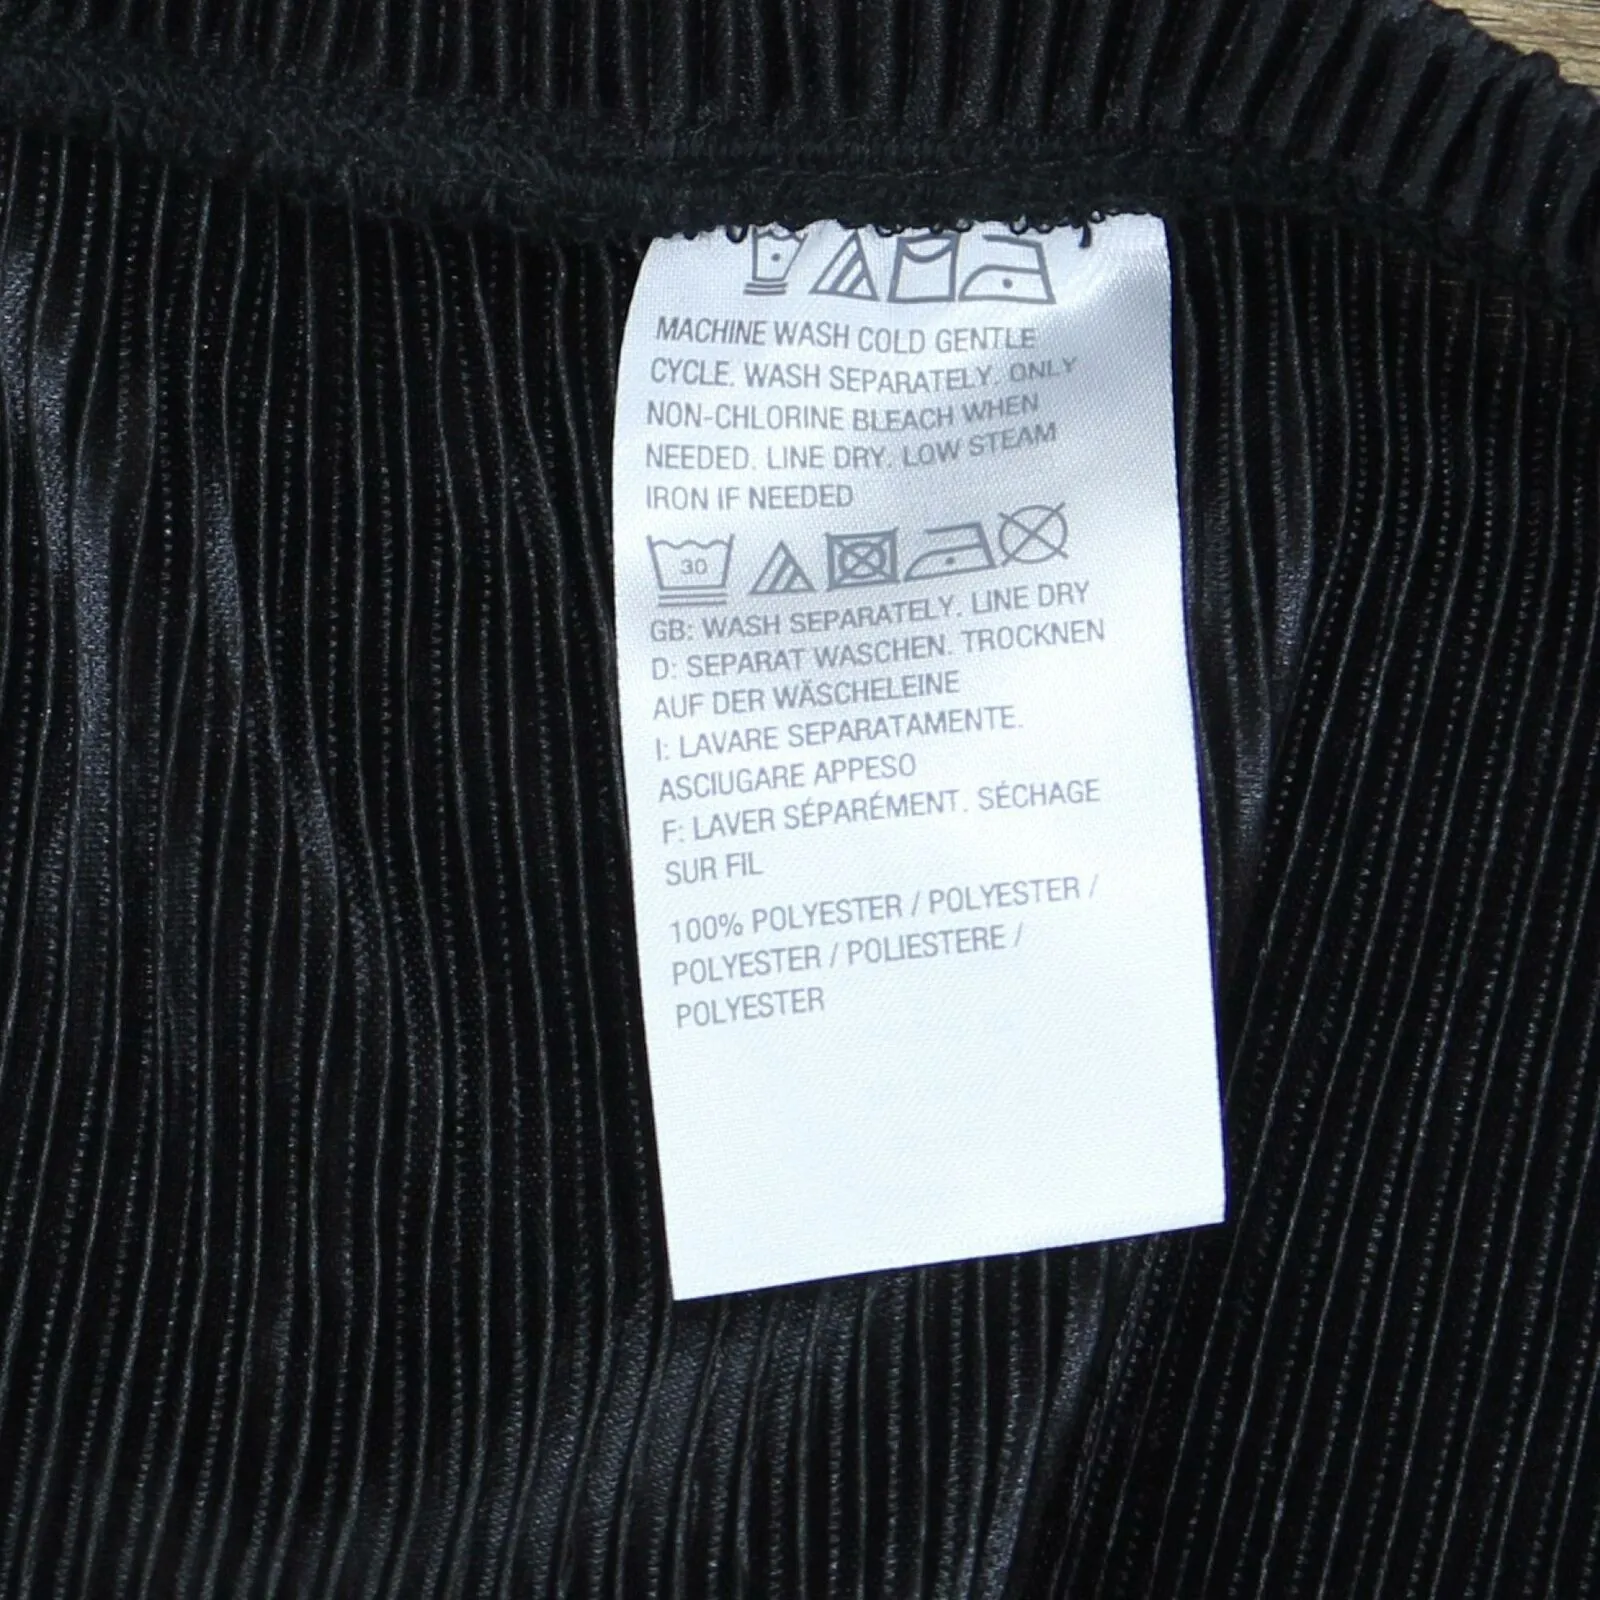 MACHINE WASH COLD GENTLE
CYCLE. WASH SEPARATELY. ONLY
NON-CHLORINE BLEACH WHEN
NEEDED. LINE DRY. LOW STEAM
IRON IF NEEDED
30
GB: WASH SEPARATELY. LINE DRY
D: SEPARAT WASCHEN. TROCKNEN
AUF DER WÄSCHELEINE
I: LAVARE SEPARATAMENTE.
ASCIUGARE APPESO
F: LAVER SÉPARÉMENT. SÉCHAGE
SUR FIL
100% POLYESTER / POLYESTER /
POLYESTER / POLIESTERE /
POLYESTER